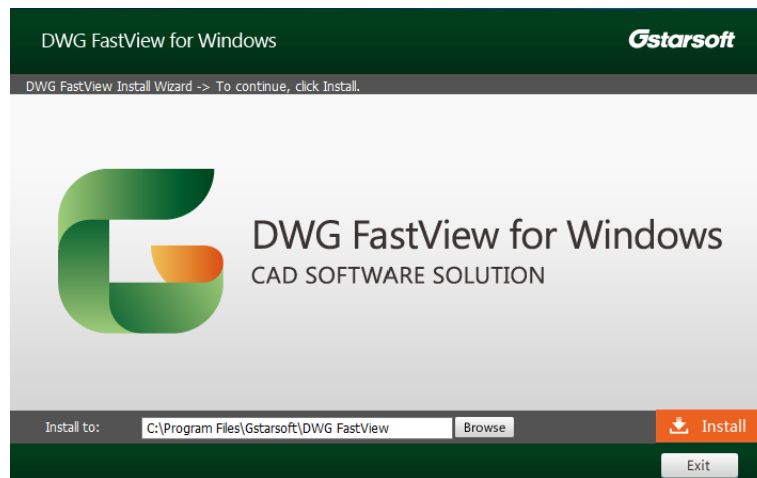 DWG FastView for Windows
Gstarsoft
DWG FastView Install Wizard -> To continue, click Install.
DWG FastView for Windows
CAD SOFTWARE SOLUTION
Install to:
C:\Program Files\Gstarsoft\DWG FastView
Browse
Install
Exit